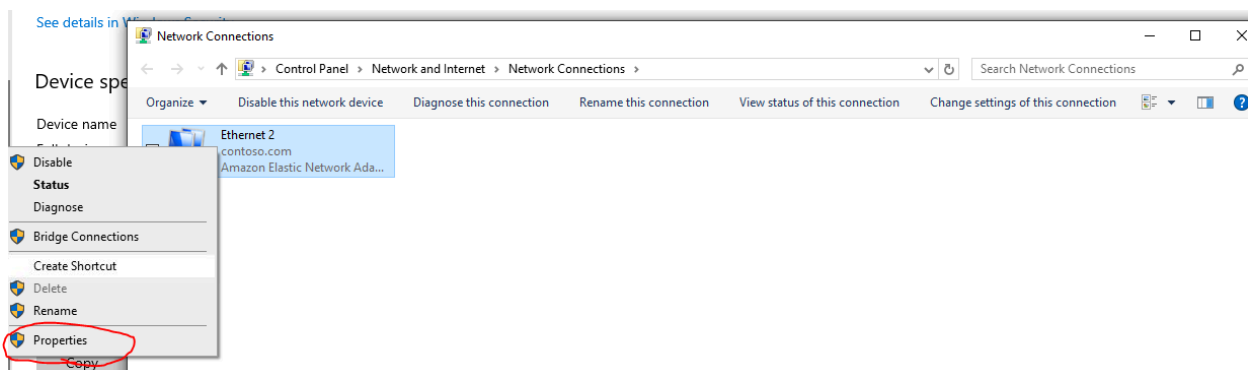 See details in
Network Connections
Device spe
Control Panel > Network and Internet > Network Connections >
Search Network Connections
Organize
Disable this network device
Diagnose this connection
Rename this connection
View status of this connection
Change settings of this connection
Device name
Ethernet 2
contoso.com
Amazon Elastic Network Ada...
Disable
Status
Diagnose
Bridge Connections
Create Shortcut
Delete
Rename
Properties
Copy